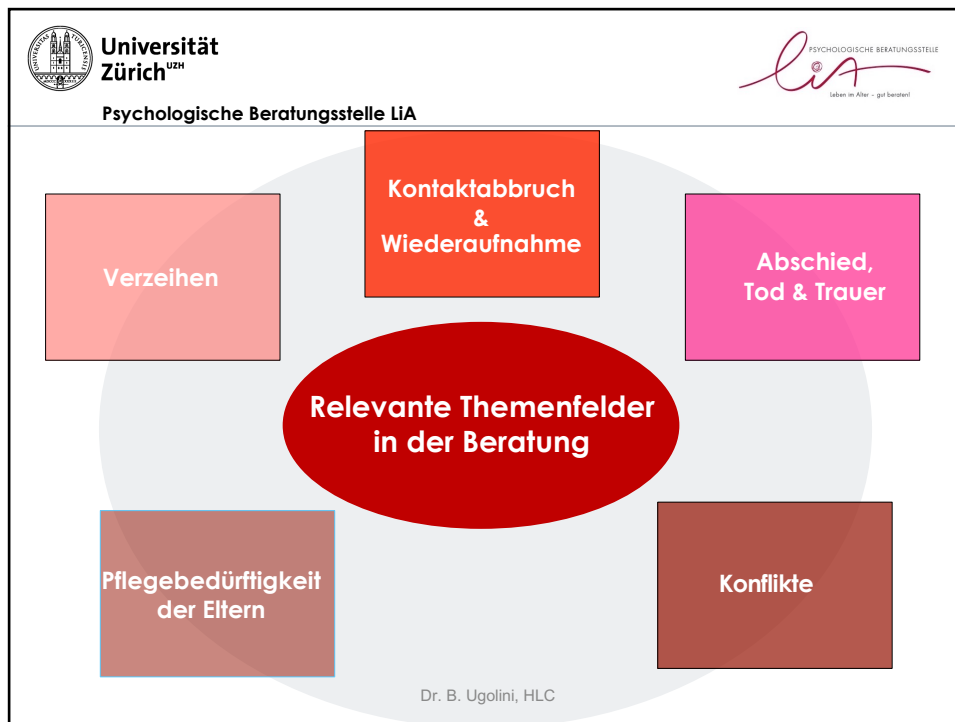 Universität
Zürich UZH
PSYCHOLOGISCHE BERATUNGSSTELLE
LiA
Leben im Alter – gut beraten!
Psychologische Beratungsstelle LiA
Kontaktabbruch
&
Wiederaufnahme
Verzeihen
Abschied,
Tod & Trauer
Relevante Themenfelder
in der Beratung
Pflegebedürftigkeit
der Eltern
Konflikte
Dr. B. Ugolini, HLC